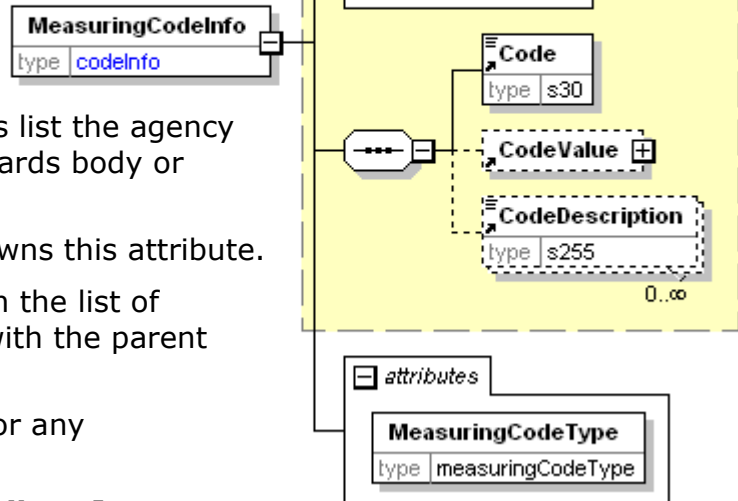 MeasuringCodeInfo
type codeInfo
s list the agency
ards body or
wns this attribute.
n the list of
with the parent
or any
Code
type s30
CodeValue
CodeDescription
type s255
0..∞
attributes
MeasuringCodeType
type measuringCodeType